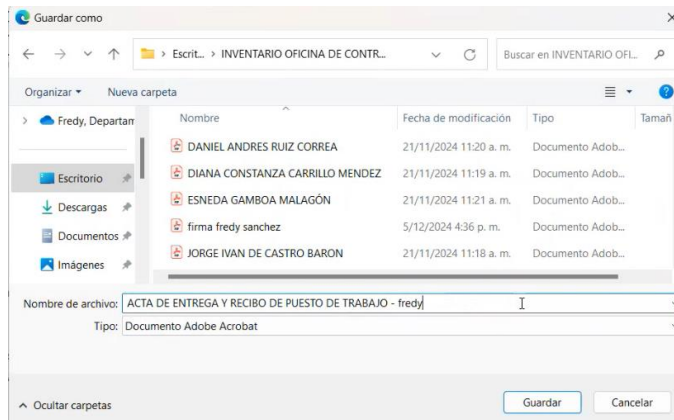 Guardar como
Escrit... > INVENTARIO OFICINA DE CONTR...
Buscar en INVENTARIO OFI...
Organizar
Nueva carpeta
Fredy, Departam
Escritorio
Descargas
Documentos
Imágenes
Nombre Fecha de modificación Tipo Tamañ
DANIEL ANDRES RUIZ CORREA 21/11/2024 11:20 a. m. Documento Adob...
DIANA CONSTANZA CARRILLO MENDEZ 21/11/2024 11:19 a. m. Documento Adob...
ESNEDA GAMBOA MALAGÓN 21/11/2024 11:21 a. m. Documento Adob...
firma fredy sanchez 5/12/2024 4:36 p. m. Documento Adob...
JORGE IVAN DE CASTRO BARON 21/11/2024 11:18 a. m. Documento Adob...
Nombre de archivo: ACTA DE ENTREGA Y RECIBO DE PUESTO DE TRABAJO - fredy
Tipo: Documento Adobe Acrobat
Ocultar carpetas
Guardar
Cancelar